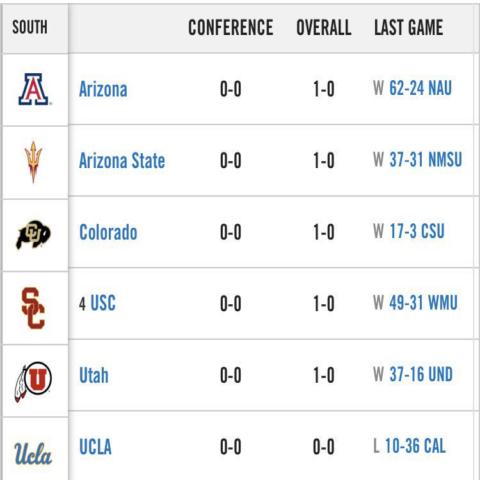 SOUTH CONFERENCE OVERALL LAST GAME
A Arizona 0-0 1-0 W 62-24 NAU
Arizona State 0-0 1-0 W 37-31 NMSU
CU Colorado 0-0 1-0 W 17-3 CSU
SC 4 USC 0-0 1-0 W 49-31 WMU
U Utah 0-0 1-0 W 37-16 UND
Ucla UCLA 0-0 0-0 L 10-36 CAL